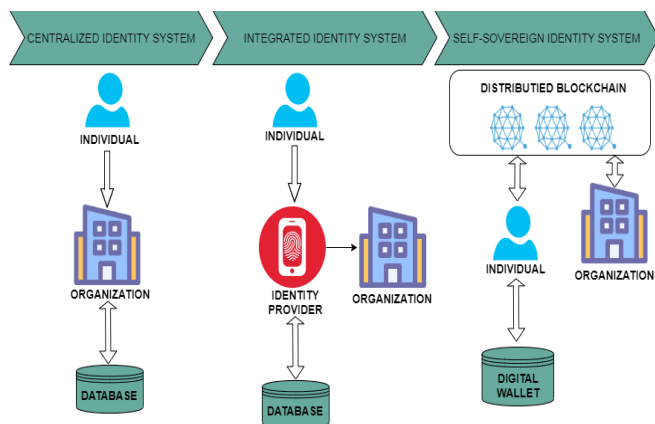 CENTRALIZED IDENTITY SYSTEM
INTEGRATED IDENTITY SYSTEM
SELF-SOVEREIGN IDENTITY SYSTEM
INDIVIDUAL
ORGANIZATION
DATABASE
INDIVIDUAL
IDENTITY
PROVIDER
ORGANIZATION
DATABASE
DISTRIBUTIED BLOCKCHAIN
INDIVIDUAL
ORGANIZATION
DIGITAL
WALLET